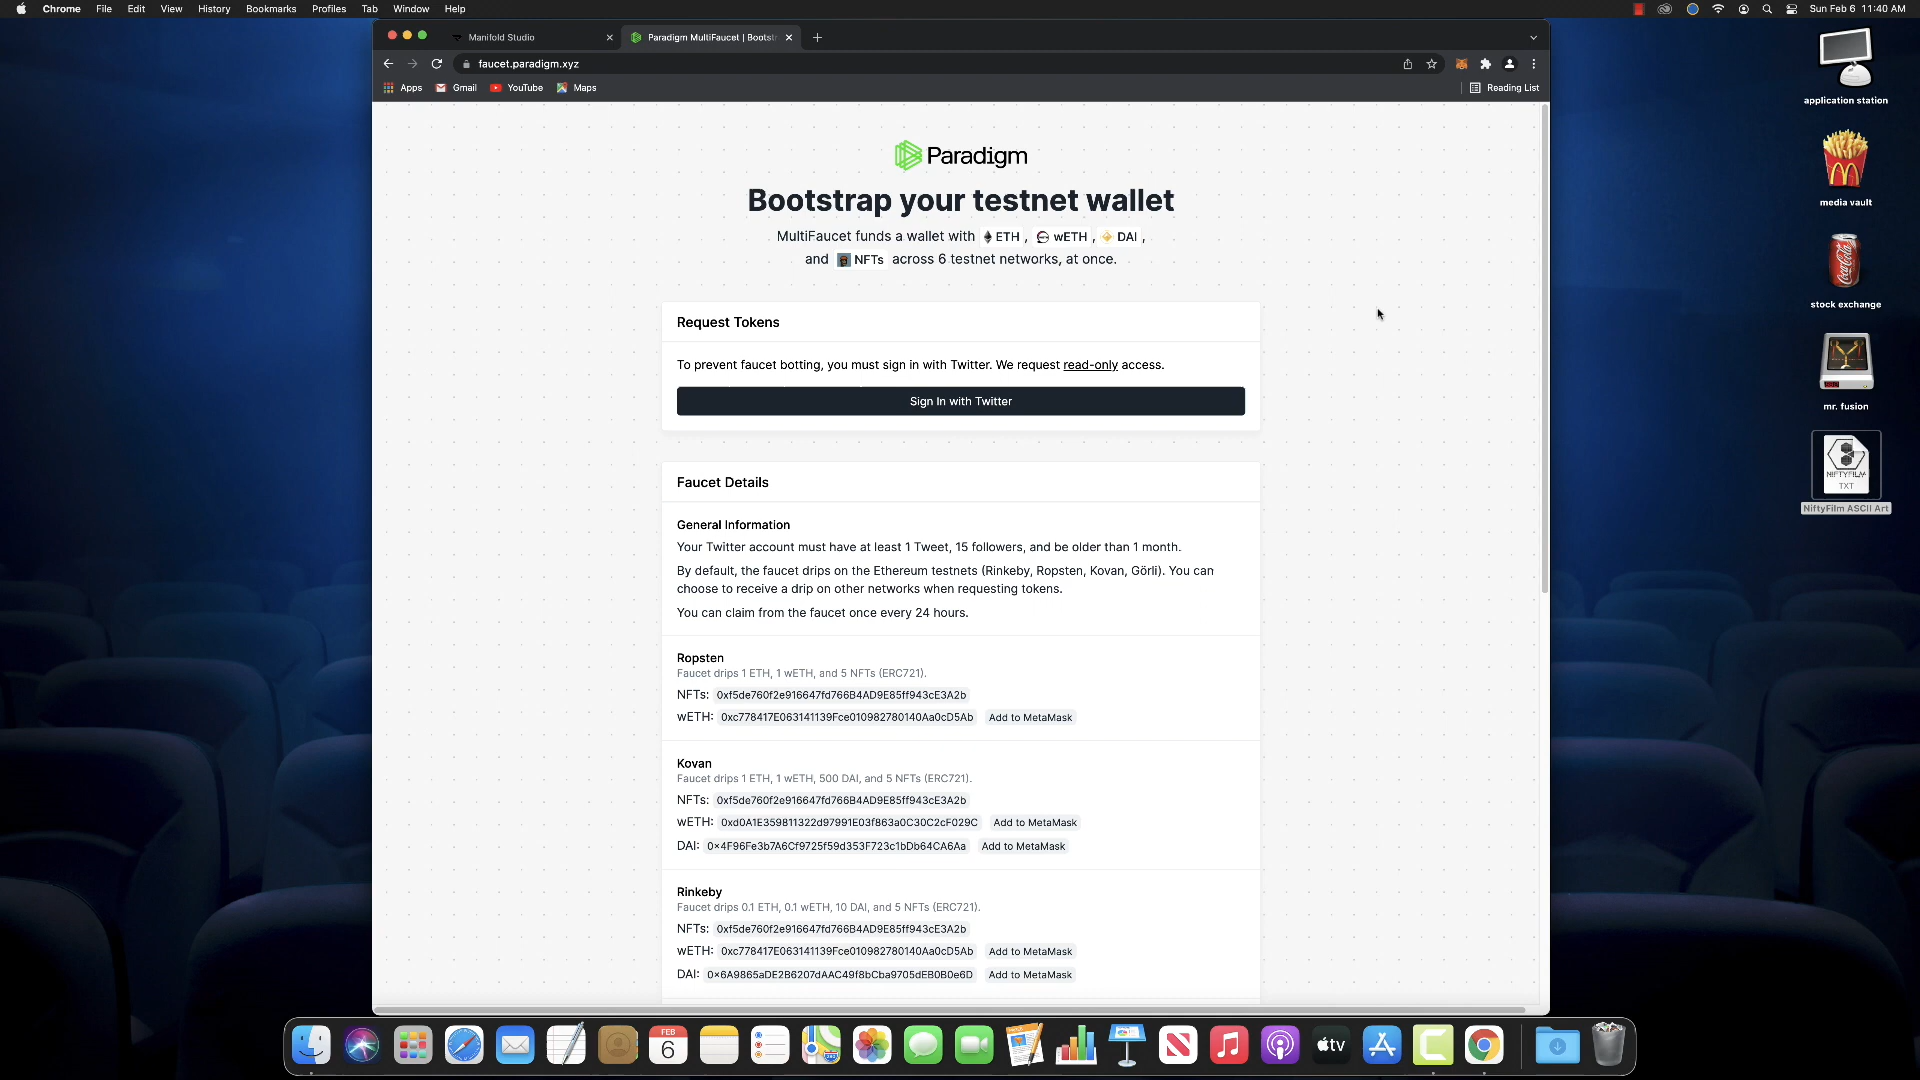 Chrome File Edit View History Bookmarks Profiles Tab Window Help
Sun Feb 6 11:40 AM
Manifold Studio
Paradigm MultiFaucet | Bootst
faucet.paradigm.xyz
Apps Gmail YouTube Maps
Reading List
Paradigm
Bootstrap your testnet wallet
MultiFaucet funds a wallet with ETH , wETH , DAI ,
and NFTs across 6 testnet networks, at once.
Request Tokens
To prevent faucet botting, you must sign in with Twitter. We request read-only access.
Sign In with Twitter
Faucet Details
General Information
Your Twitter account must have at least 1 Tweet, 15 followers, and be older than 1 month.
By default, the faucet drips on the Ethereum testnets (Rinkeby, Ropsten, Kovan, Görli). You can
choose to receive a drip on other networks when requesting tokens.
You can claim from the faucet once every 24 hours.
Ropsten
Faucet drips 1 ETH, 1 wETH, and 5 NFTs (ERC721).
NFTs: 0xf5de760f2e916647fd766B4AD9E85ff943cE3A2b
wETH: 0xc778417E063141139Fce010982780140Aa0cD5Ab Add to MetaMask
Kovan
Faucet drips 1 ETH, 1 wETH, 500 DAI, and 5 NFTs (ERC721).
NFTs: 0xf5de760f2e916647fd766B4AD9E85ff943cE3A2b
wETH: 0xd0A1E359811322d97991E03f863a0C30C2cF029C Add to MetaMask
DAI: 0x4F96Fe3b7A6Cf9725f59d353F723c1bDb64CA6Aa Add to MetaMask
Rinkeby
Faucet drips 0.1 ETH, 0.1 wETH, 10 DAI, and 5 NFTs (ERC721).
NFTs: 0xf5de760f2e916647fd766B4AD9E85ff943cE3A2b
wETH: 0xc778417E063141139Fce010982780140Aa0cD5Ab Add to MetaMask
DAI: 0x6A9865aDE2B6207dAAC49f8bCba9705dEB0B0e6D Add to MetaMask
application station
media vault
Coca-Cola
stock exchange
mr. fusion
NIFTYFILM
TXT
NiftyFilm ASCII Art
FEB
6
tv